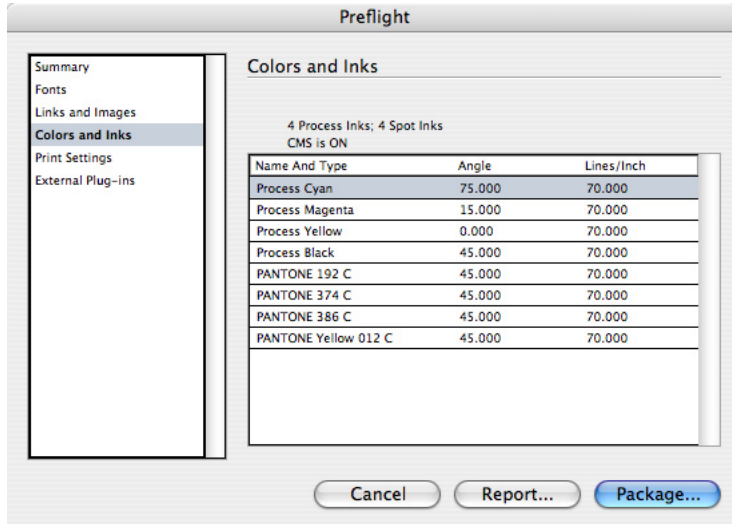 Preflight
Summary
Fonts
Links and Images
Colors and Inks
Print Settings
External Plug-ins
Colors and Inks
4 Process Inks; 4 Spot Inks
CMS is ON
Name And Type Angle Lines/Inch
Process Cyan 75.000 70.000
Process Magenta 15.000 70.000
Process Yellow 0.000 70.000
Process Black 45.000 70.000
PANTONE 192 C 45.000 70.000
PANTONE 374 C 45.000 70.000
PANTONE 386 C 45.000 70.000
PANTONE Yellow 012 C 45.000 70.000
Cancel Report... Package...